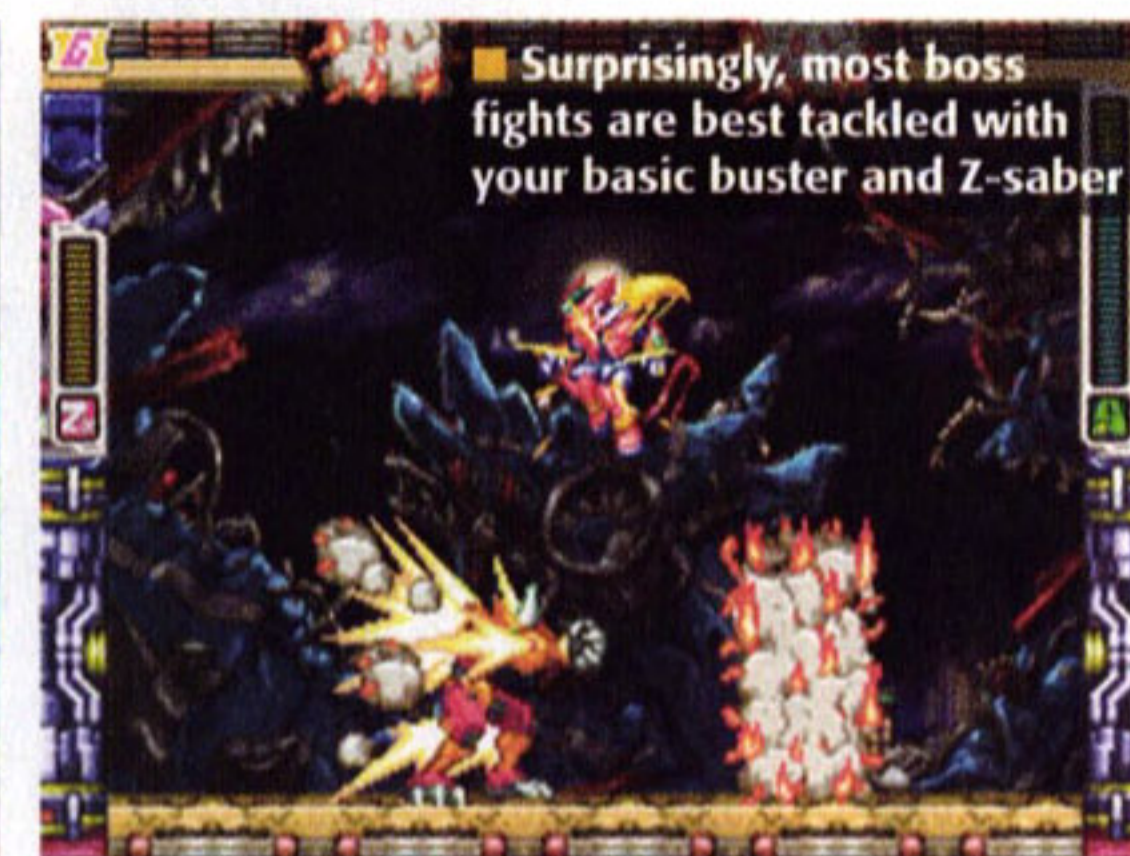 G
■ Surprisingly, most boss
fights are best tackled with
your basic buster and Z-saber
Z
A